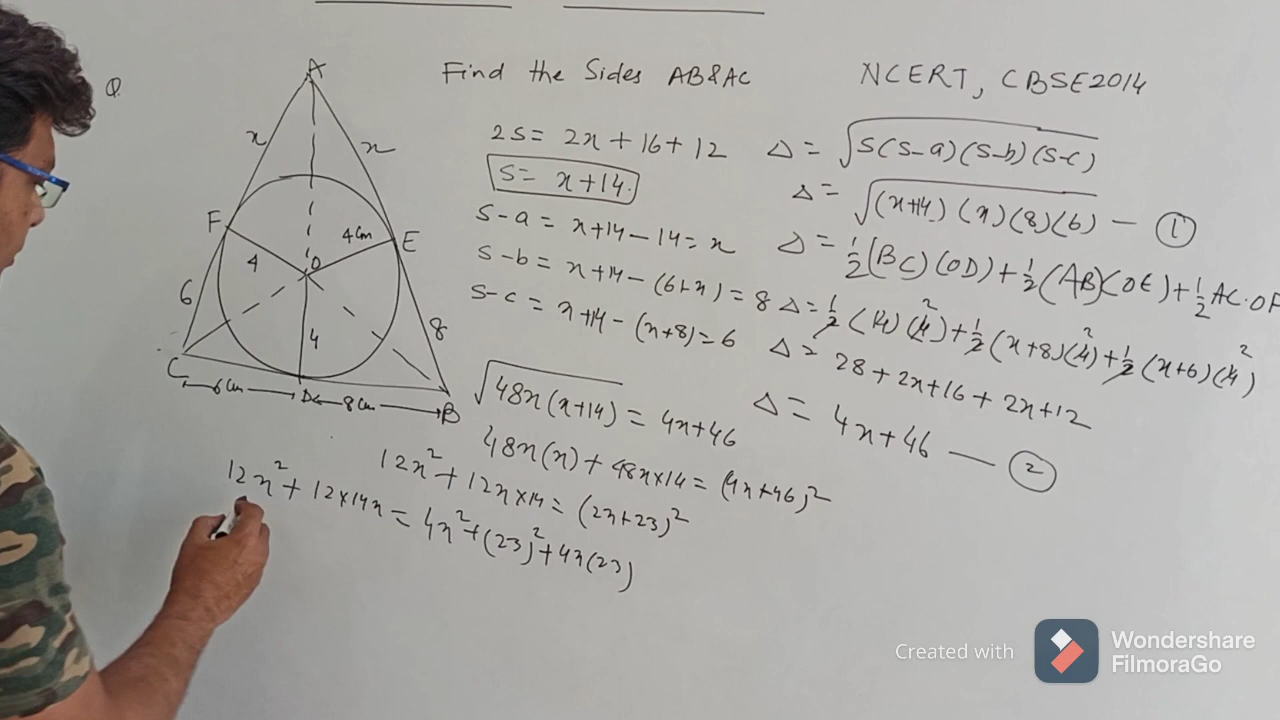 Q
Find the Sides AB&AC
NCERT, CBSE2014
A
x
x
F
E
4cm
4
O
6
8
4
C
6cm
D
8cm
B
2s = 2x + 16 + 12
s = x + 14.
s-a = x+14-14 = x
s-b = x+14-(6+x) = 8
s-c = x+14-(x+8) = 6
Δ = √s(s-a)(s-b)(s-c)
Δ = √(x+14)(x)(8)(6) — ①
Δ = 1/2(BC)(OD) + 1/2(AB)(OE) + 1/2 AC.OF
Δ = 1/2(14)(4)² + 1/2(x+8)(4)² + 1/2(x+6)(4)²
Δ = 28 + 2x+16 + 2x+12
Δ = 4x+46 — ②
√48x(x+14) = 4x+46
48x(x) + 48x×14 = (4x+46)²
12x² + 12x×14 = (2x+23)²
12x² + 12×14x = 4x² + (23)² + 4x(23)
Created with
Wondershare
FilmoraGo